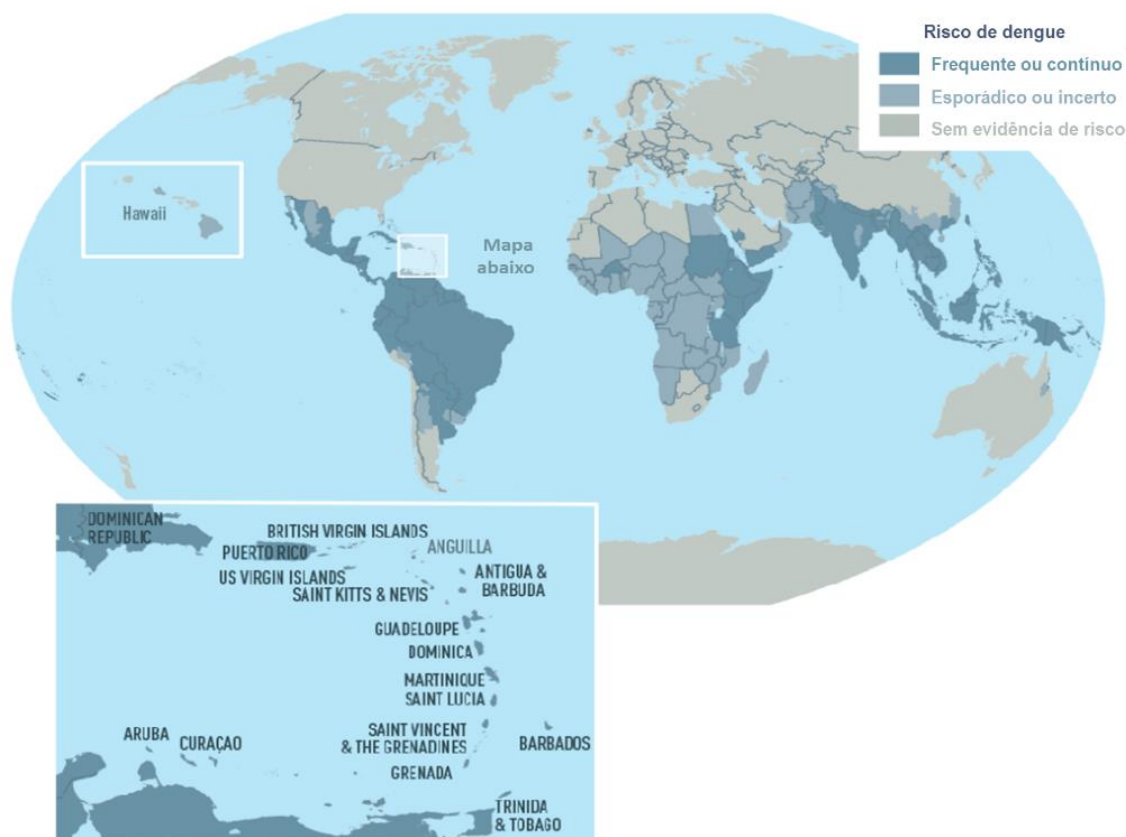 Risco de dengue
Frequente ou contínuo
Esporádico ou incerto
Sem evidência de risco
Hawaii
Mapa
abaixo
DOMINICAN
REPUBLIC
BRITISH VIRGIN ISLANDS
PUERTO RICO
ANGUILLA
US VIRGIN ISLANDS
ANTIGUA &
BARBUDA
SAINT KITTS & NEVIS
GUADELOUPE
DOMINICA
MARTINIQUE
SAINT LUCIA
SAINT VINCENT
& THE GRENADINES
ARUBA
CURAÇAO
BARBADOS
GRENADA
TRINIDA
& TOBAGO